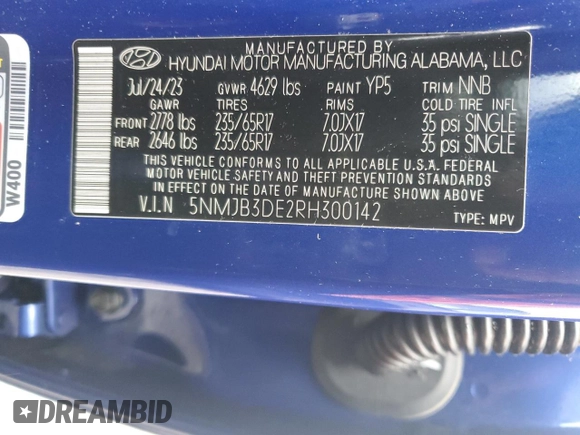 MANUFACTURED BY
HYUNDAI MOTOR MANUFACTURING ALABAMA, LLC
Jul/24/23 GVWR 4629 lbs PAINT YP5 TRIM NNB
GAWR TIRES RIMS COLD TIRE INFL
FRONT 2778 lbs 235/65R17 7.0JX17 35 psi SINGLE
REAR 2646 lbs 235/65R17 7.0JX17 35 psi SINGLE
THIS VEHICLE CONFORMS TO ALL APPLICABLE U.S.A. FEDERAL
MOTOR VEHICLE SAFETY AND THEFT PREVENTION STANDARDS
IN EFFECT ON THE DATE OF MANUFACTURE SHOWN ABOVE.
V.I.N 5NMJB3DE2RH300142 TYPE: MPV
W400
DREAMBID